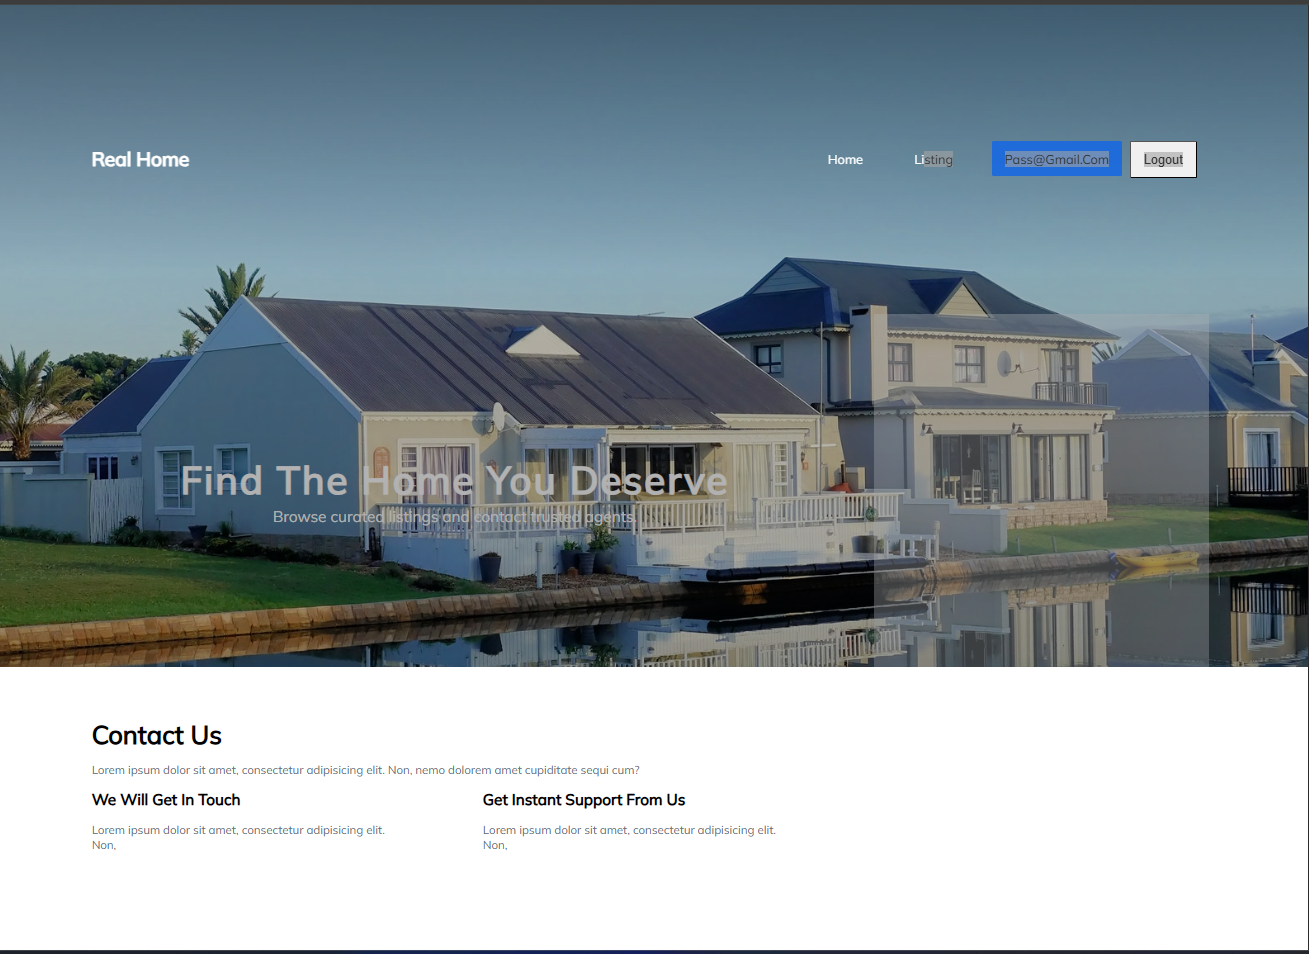 Real Home
Home
Listing
Pass@Gmail.Com
Logout
Find The Home You Deserve
Browse curated listings and contact trusted agents.
Contact Us
Lorem ipsum dolor sit amet, consectetur adipisicing elit. Non, nemo dolorem amet cupiditate sequi cum?
We Will Get In Touch
Lorem ipsum dolor sit amet, consectetur adipisicing elit.
Non,
Get Instant Support From Us
Lorem ipsum dolor sit amet, consectetur adipisicing elit.
Non,